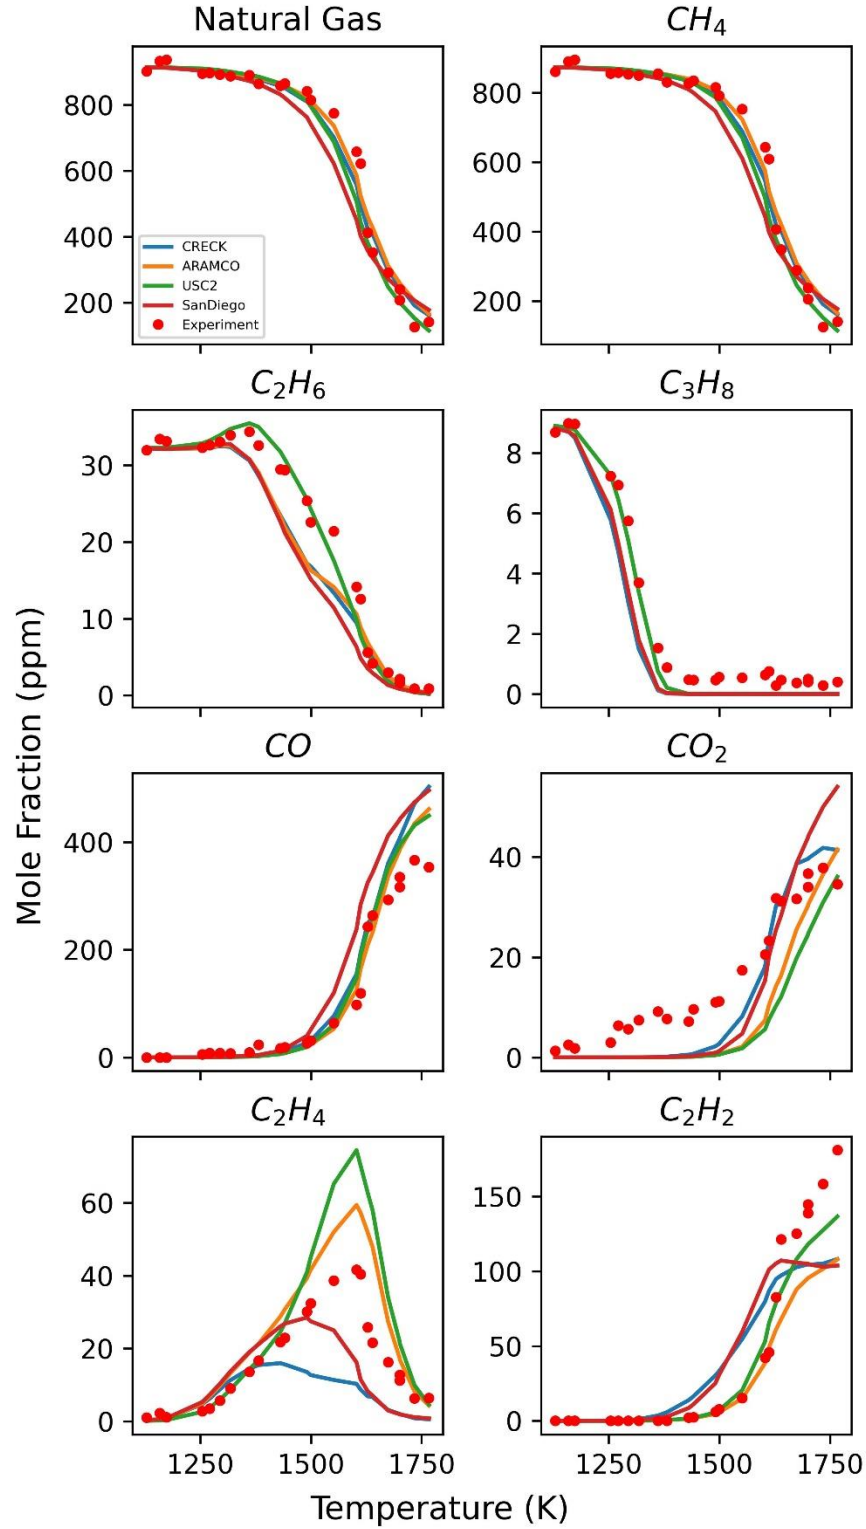 Natural Gas
CH₄
800
600
400
200
CRECK
ARAMCO
USC2
SanDiego
Experiment
800
600
400
200
C₂H₆
C₃H₈
30
20
10
0
8
6
4
2
0
CO
CO₂
400
200
0
40
20
0
C₂H₄
C₂H₂
60
40
20
0
150
100
50
0
1250 1500 1750
1250 1500 1750
Mole Fraction (ppm)
Temperature (K)